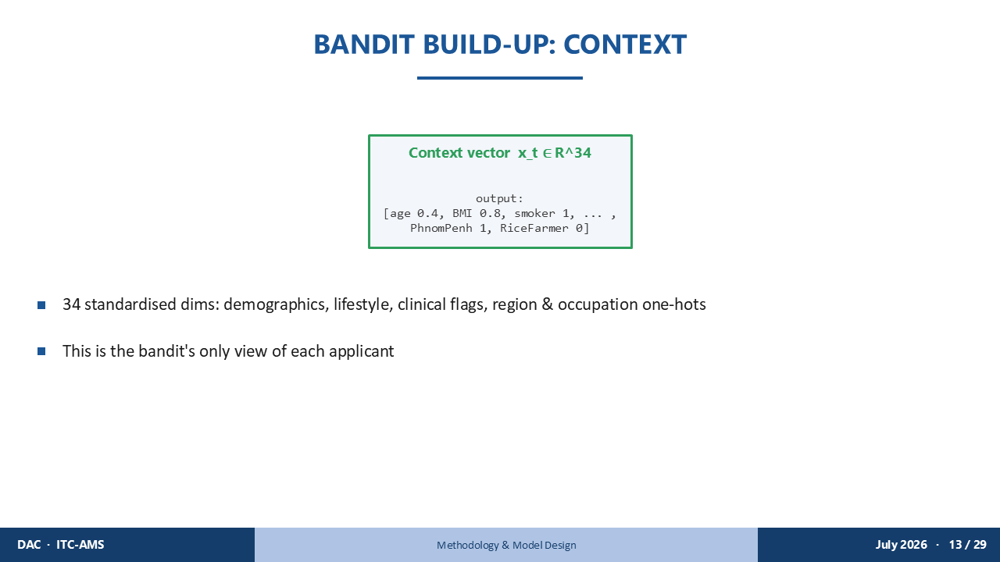 BANDIT BUILD-UP: CONTEXT
Context vector  x_t ∈ R^34
output:
[age 0.4, BMI 0.8, smoker 1, ... ,
PhnomPenh 1, RiceFarmer 0]
34 standardised dims: demographics, lifestyle, clinical flags, region & occupation one-hots
This is the bandit's only view of each applicant
DAC · ITC-AMS
Methodology & Model Design
July 2026 · 13 / 29